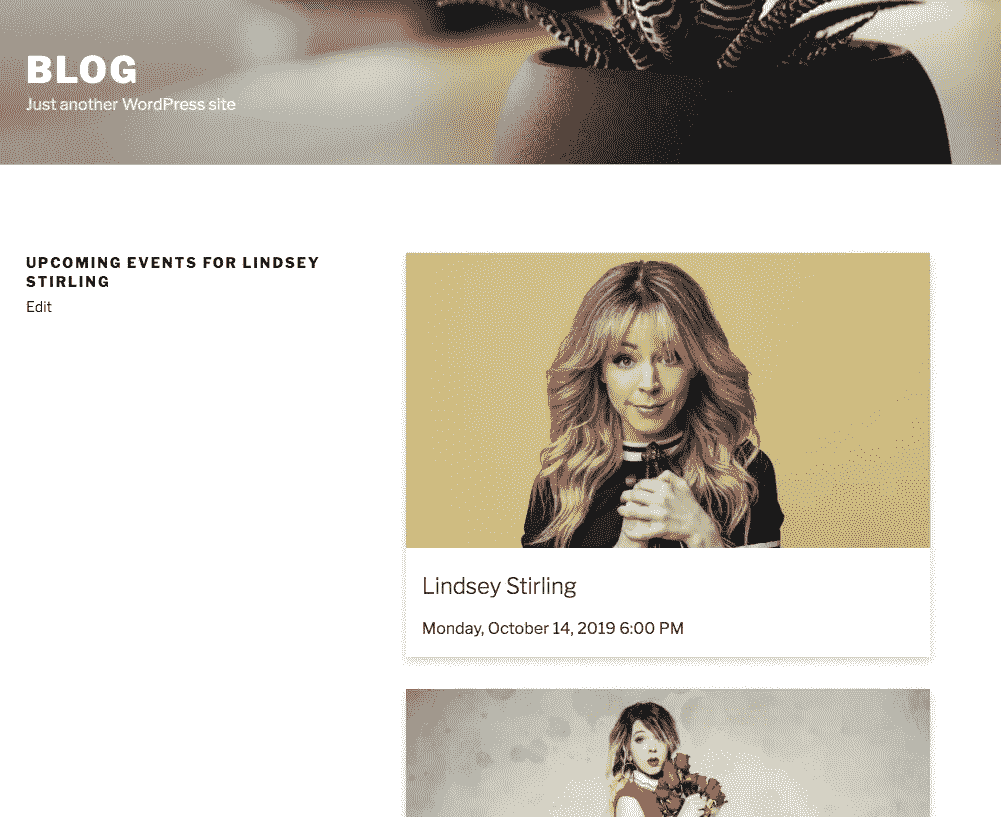 BLOG
Just another WordPress site
UPCOMING EVENTS FOR LINDSEY
STIRLING
Edit
Lindsey Stirling
Monday, October 14, 2019 6:00 PM